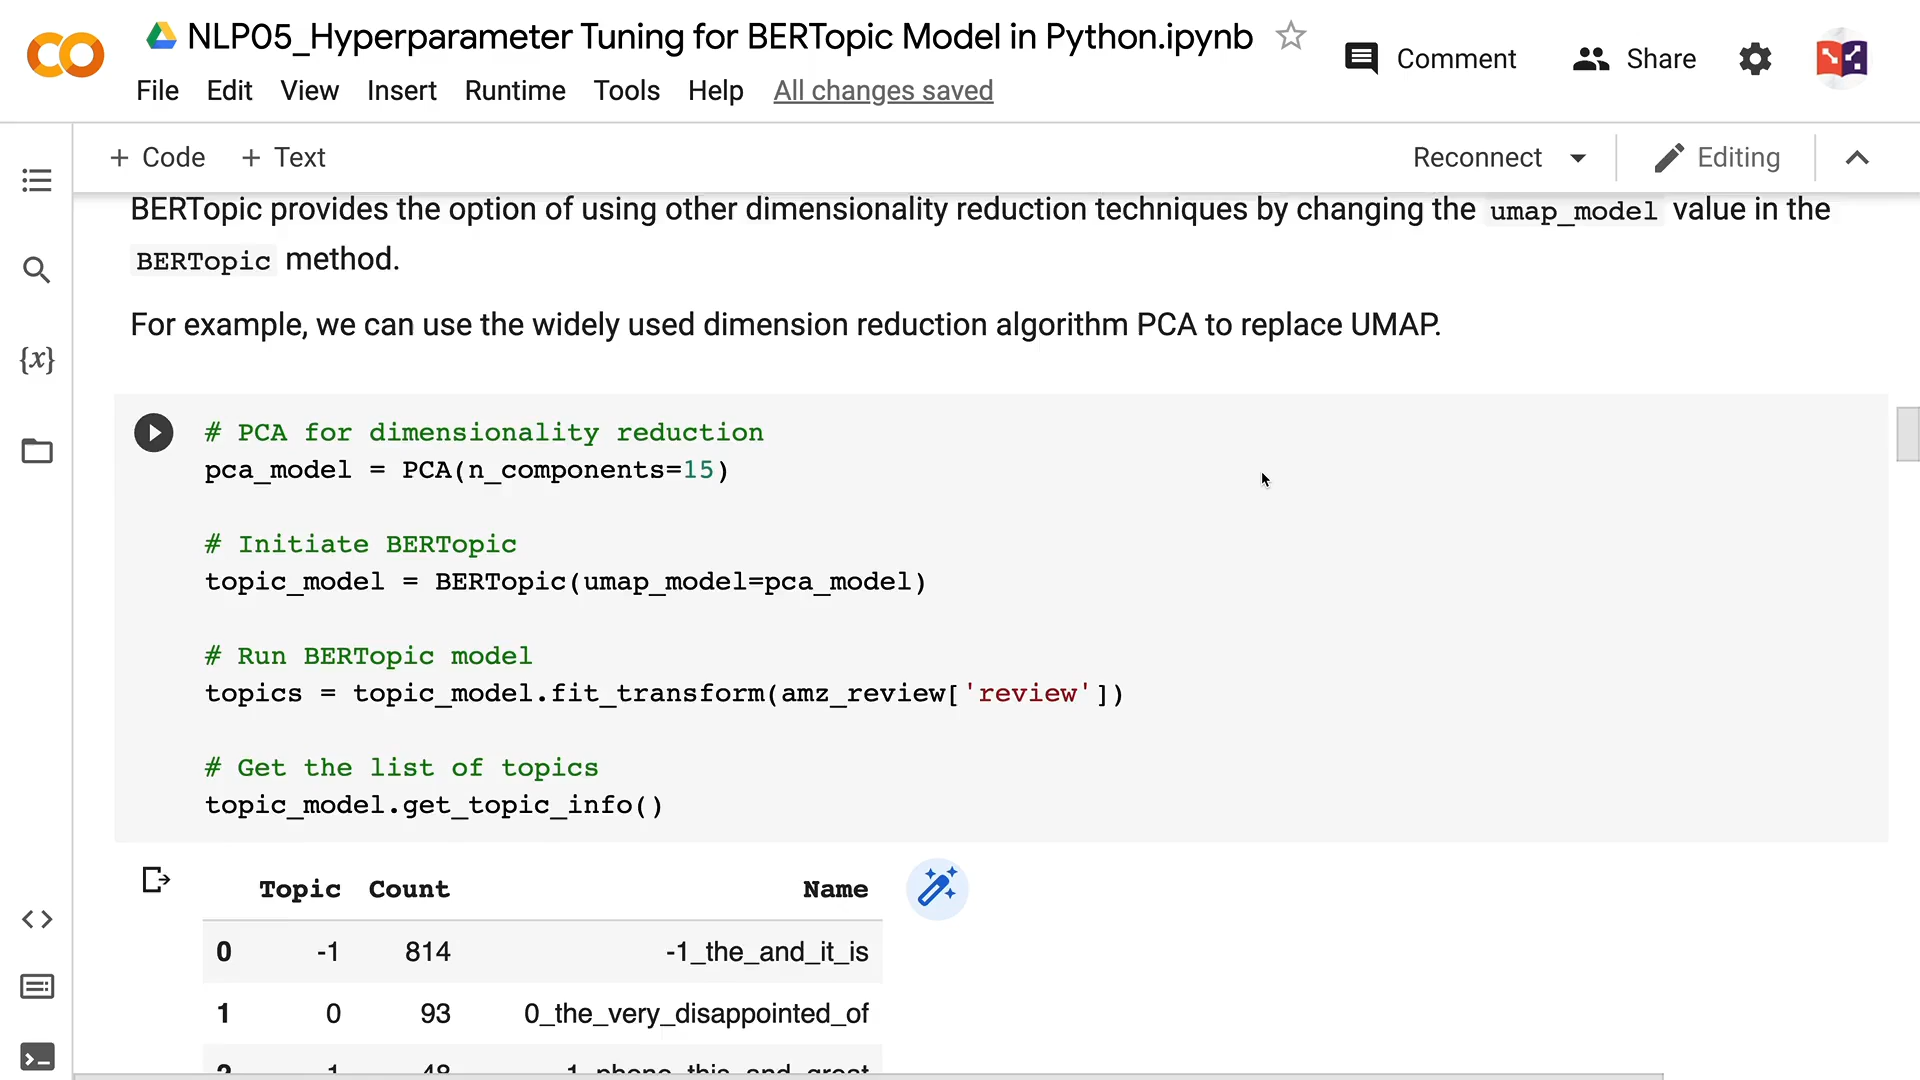 NLP05_Hyperparameter Tuning for BERTopic Model in Python.ipynb
File Edit View Insert Runtime Tools Help All changes saved
Comment Share
+ Code + Text
Reconnect Editing
BERTopic provides the option of using other dimensionality reduction techniques by changing the umap_model value in the
BERTopic method.
For example, we can use the widely used dimension reduction algorithm PCA to replace UMAP.
{x}
# PCA for dimensionality reduction
pca_model = PCA(n_components=15)
# Initiate BERTopic
topic_model = BERTopic(umap_model=pca_model)
# Run BERTopic model
topics = topic_model.fit_transform(amz_review['review'])
# Get the list of topics
topic_model.get_topic_info()
Topic Count Name
0 -1 814 -1_the_and_it_is
1 0 93 0_the_very_disappointed_of
2 1 48 1_phone_this_and_great